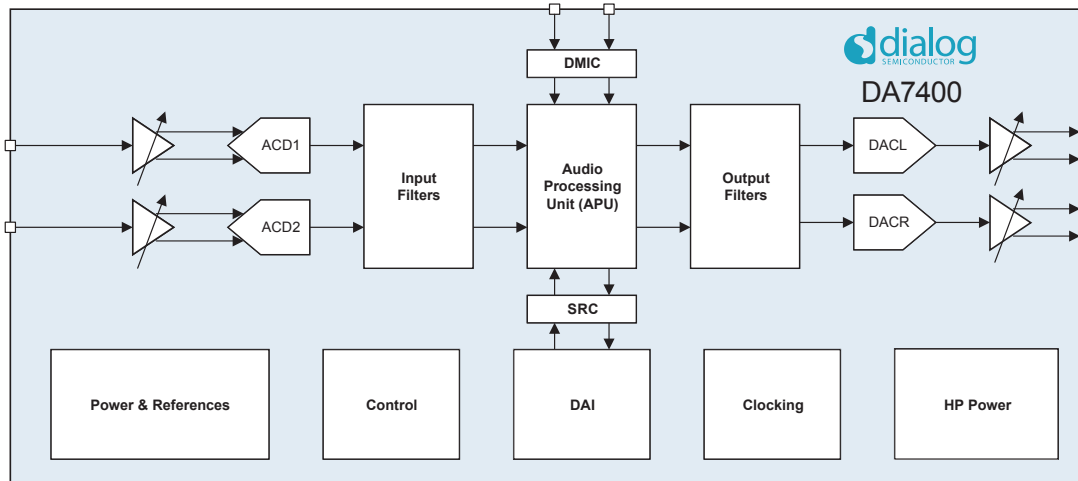 dialog
SEMICONDUCTOR
DA7400
DMIC
ACD1
ACD2
Input
Filters
Audio
Processing
Unit (APU)
Output
Filters
DACL
DACR
SRC
Power & References
Control
DAI
Clocking
HP Power